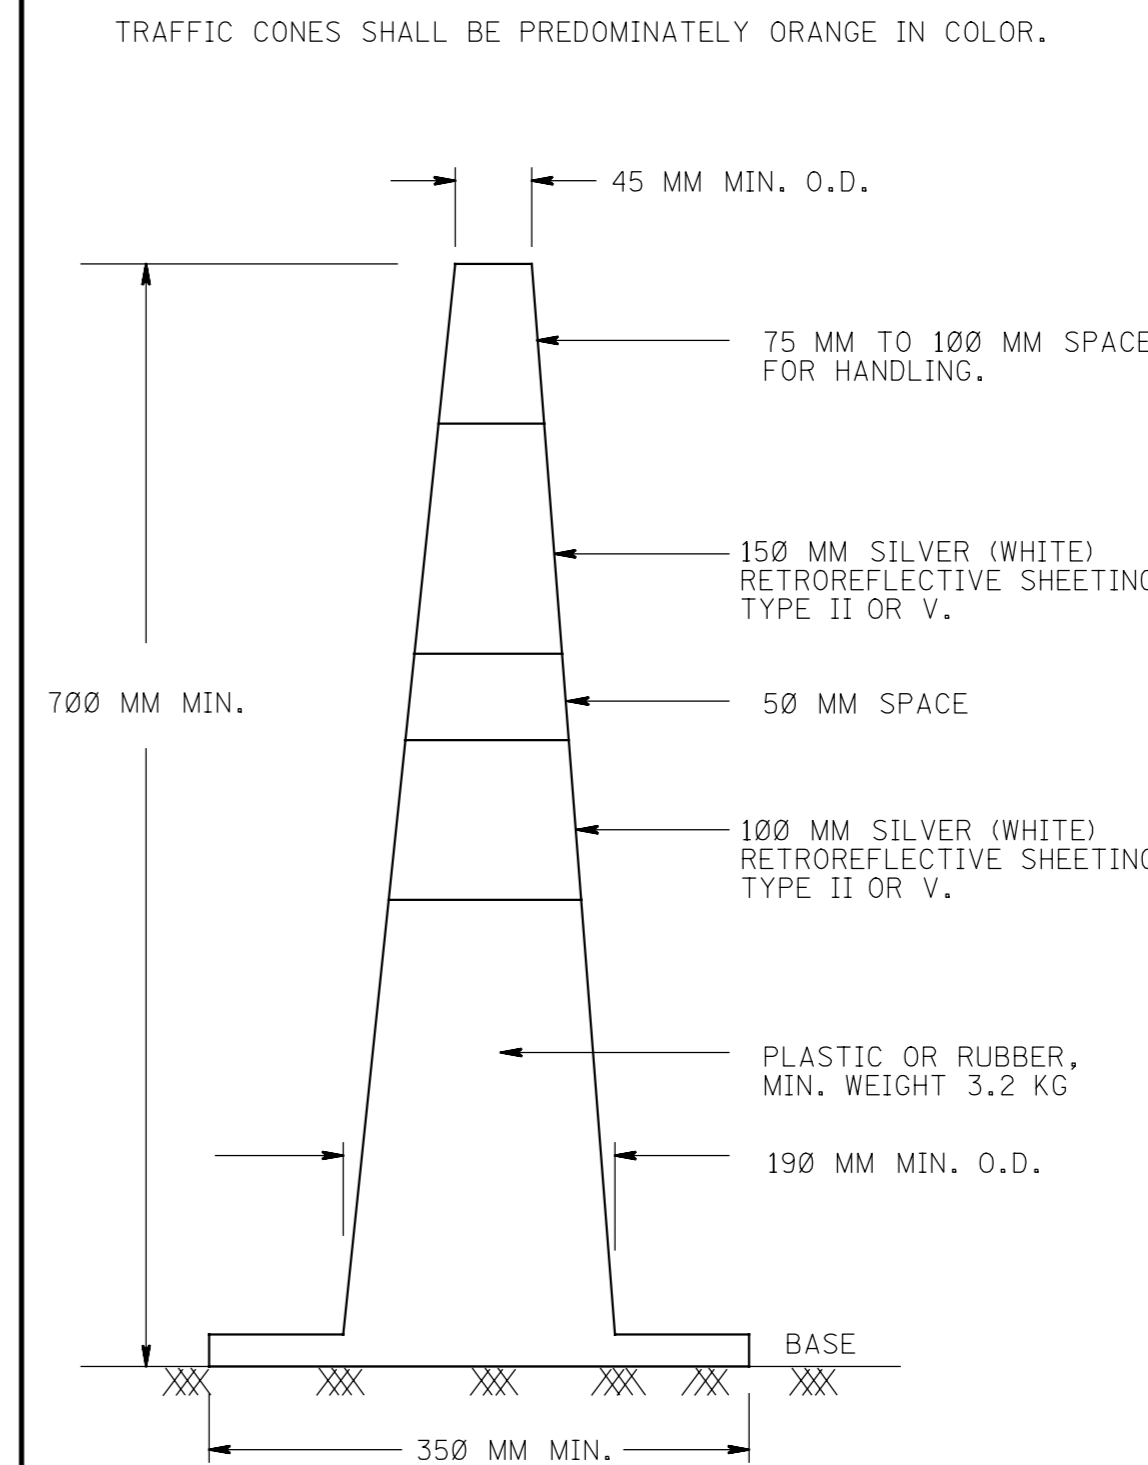 TRAFFIC CONES SHALL BE PREDOMINATELY ORANGE IN COLOR.
45 MM MIN. O.D.
75 MM TO 100 MM SPACE
FOR HANDLING.
150 MM SILVER (WHITE)
RETROREFLECTIVE SHEETING
TYPE II OR V.
700 MM MIN.
50 MM SPACE
100 MM SILVER (WHITE)
RETROREFLECTIVE SHEETING
TYPE II OR V.
PLASTIC OR RUBBER,
MIN. WEIGHT 3.2 KG
190 MM MIN. O.D.
BASE
350 MM MIN.